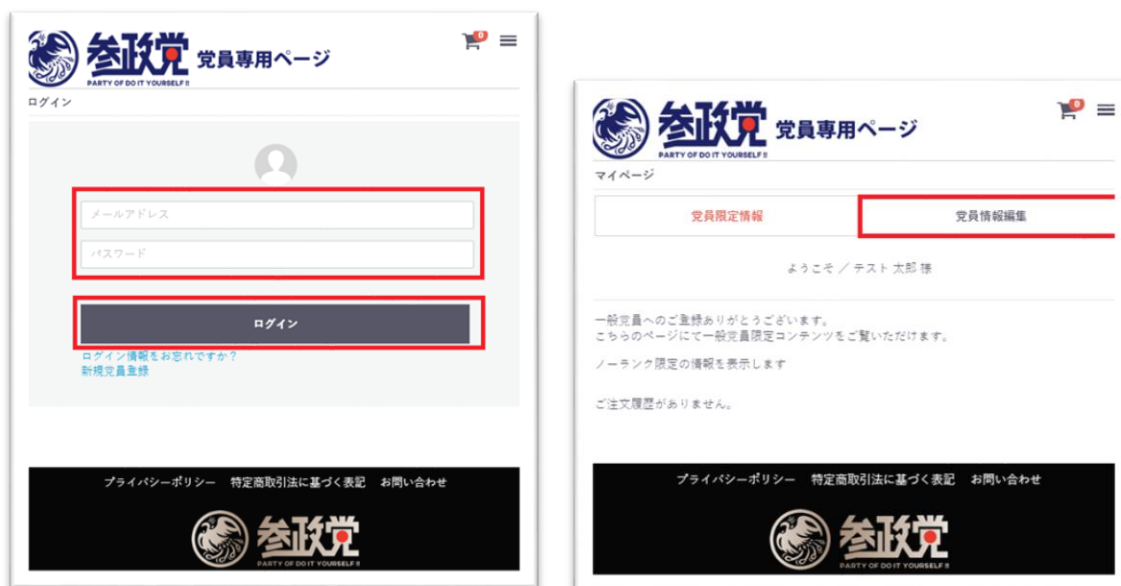 参政党 党員専用ページ
PARTY OF DO IT YOURSELF!!
0
ログイン
メールアドレス
パスワード
ログイン
ログイン情報をお忘れですか?
新規党員登録
プライバシーポリシー 特定商取引法に基づく表記 お問い合わせ
参政党
PARTY OF DO IT YOURSELF!!
参政党 党員専用ページ
PARTY OF DO IT YOURSELF!!
0
マイページ
党員限定情報 党員情報編集
ようこそ / テスト 太郎 様
一般党員へのご登録ありがとうございます。
こちらのページにて一般党員限定コンテンツをご覧いただけます。
ノーランク限定の情報を表示します
ご注文履歴がありません。
プライバシーポリシー 特定商取引法に基づく表記 お問い合わせ
参政党
PARTY OF DO IT YOURSELF!!